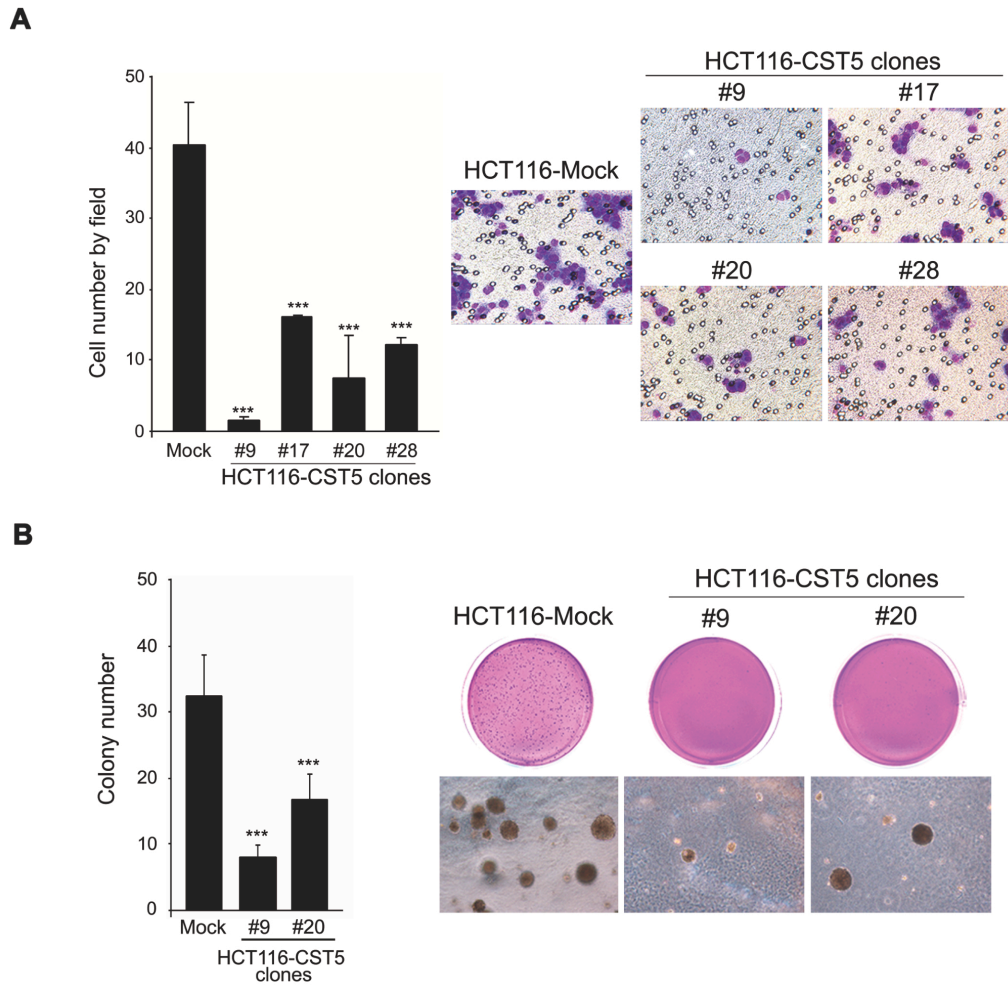 A
50
40
30
20
10
0
Cell number by field
***
***
***
***
Mock
#9
#17
#20
#28
HCT116-CST5 clones
HCT116-Mock
HCT116-CST5 clones
#9
#17
#20
#28
B
50
40
30
20
10
0
Colony number
***
***
Mock
#9
#20
HCT116-CST5
clones
HCT116-Mock
HCT116-CST5 clones
#9
#20